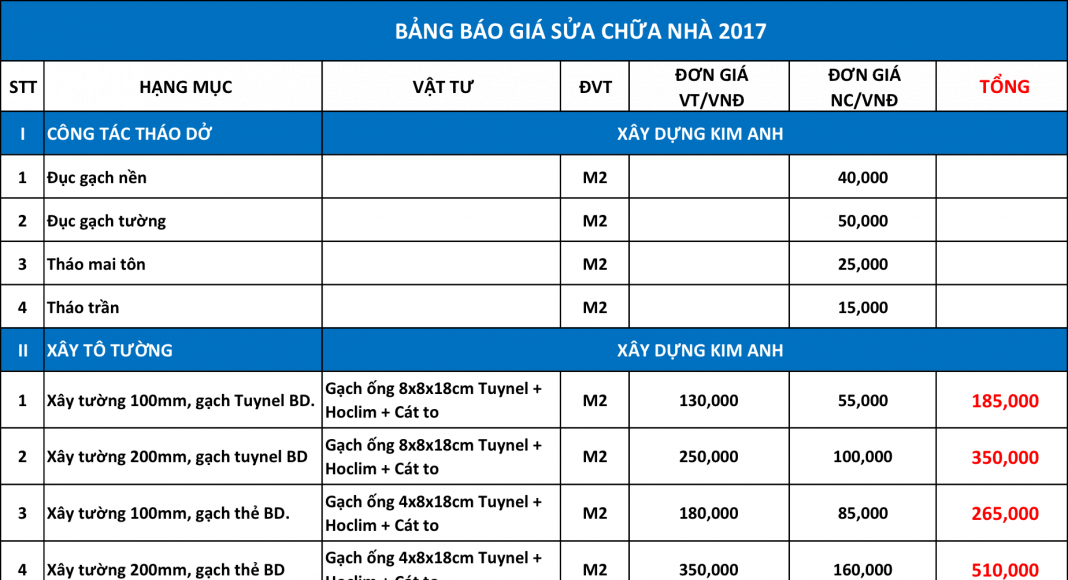 BẢNG BÁO GIÁ SỬA CHỮA NHÀ 2017
STT HẠNG MỤC VẬT TƯ ĐVT ĐƠN GIÁ VT/VNĐ ĐƠN GIÁ NC/VNĐ TỔNG
I CÔNG TÁC THÁO DỞ XÂY DỰNG KIM ANH
1 Đục gạch nền M2 40,000
2 Đục gạch tường M2 50,000
3 Tháo mai tôn M2 25,000
4 Tháo trần M2 15,000
II XÂY TÔ TƯỜNG XÂY DỰNG KIM ANH
1 Xây tường 100mm, gạch Tuynel BD. Gạch ống 8x8x18cm Tuynel + Hoclim + Cát to M2 130,000 55,000 185,000
2 Xây tường 200mm, gạch tuynel BD Gạch ống 8x8x18cm Tuynel + Hoclim + Cát to M2 250,000 100,000 350,000
3 Xây tường 100mm, gạch thẻ BD. Gạch ống 4x8x18cm Tuynel + Hoclim + Cát to M2 180,000 85,000 265,000
4 Xây tường 200mm, gạch thẻ BD Gạch ống 4x8x18cm Tuynel + Hoclim + Cát to M2 350,000 160,000 510,000